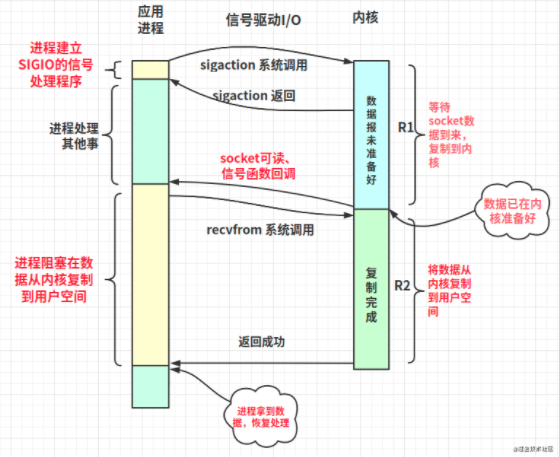 应用
进程
信号驱动I/O
内核
进程建立
SIGIO的信号
处理程序
sigaction 系统调用
sigaction 返回
数
据
报
未
准
备
好
R1
等待
socket数
据到来,
复制到内
核
进程处理
其他事
socket可读、
信号函数回调
数据已在内
核准备好
recvfrom 系统调用
进程阻塞在数
据从内核复制
到用户空间
复
制
完
成
R2
将数据从
内核复制
到用户空
间
返回成功
进程拿到数
据，恢复处理
@掘金技术社区